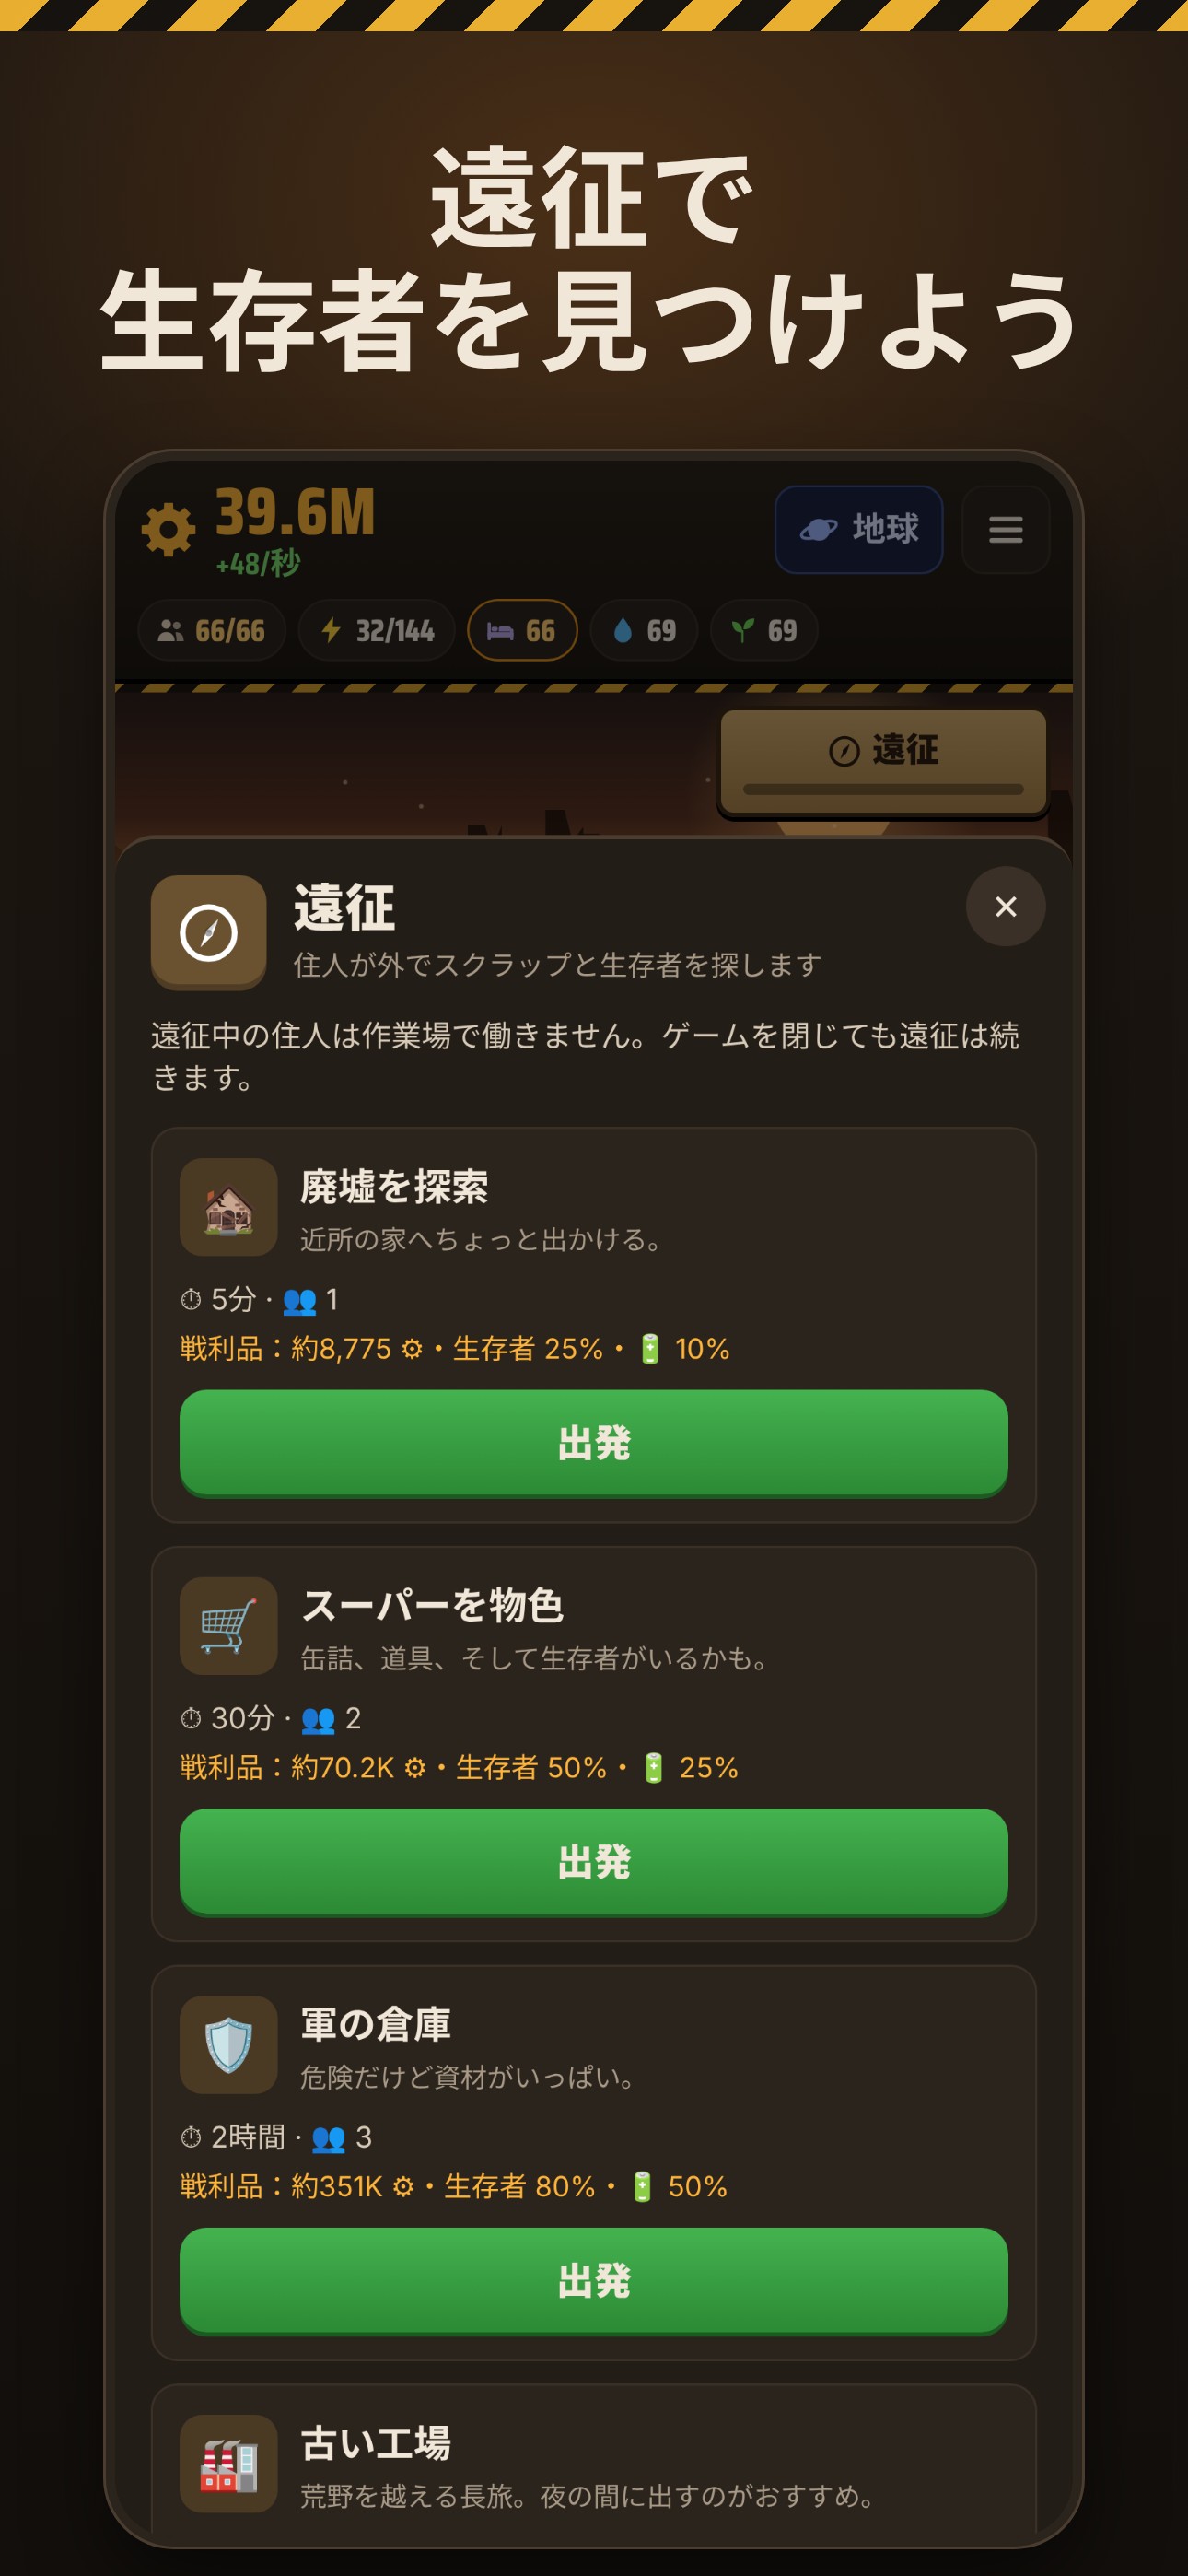 遠征で
生存者を見つけよう
39.6M
+48/秒
地球
66/66
32/144
66
69
69
遠征
遠征
住人が外でスクラップと生存者を探します
遠征中の住人は作業場で働きません。ゲームを閉じても遠征は続
きます。
廃墟を探索
近所の家へちょっと出かける。
⏱ 5分 · 👥 1
戦利品：約8,775 ⚙・生存者 25%・🔋 10%
出発
スーパーを物色
缶詰、道具、そして生存者がいるかも。
⏱ 30分 · 👥 2
戦利品：約70.2K ⚙・生存者 50%・🔋 25%
出発
軍の倉庫
危険だけど資材がいっぱい。
⏱ 2時間 · 👥 3
戦利品：約351K ⚙・生存者 80%・🔋 50%
出発
古い工場
荒野を越える長旅。夜の間に出すのがおすすめ。